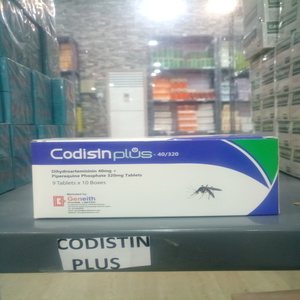 Codisinplus - 40/320
Dihydroartemisinin 40mg +
Piperaquine Phosphate 320mg Tablets
9 Tablets x 10 Boxes
Geneith
CODISTIN
PLUS